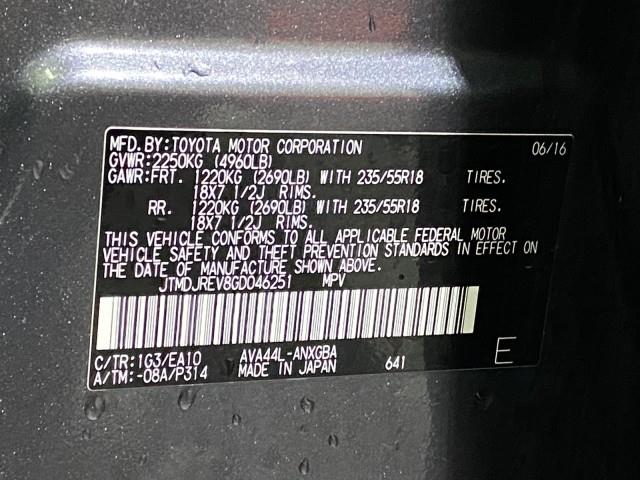 MFD.BY:TOYOTA MOTOR CORPORATION 06/16
GVWR:2250KG (4960LB)
GAWR:FRT. 1220KG (2690LB) WITH 235/55R18 TIRES.
18X7 1/2J RIMS.
RR. 1220KG (2690LB) WITH 235/55R18 TIRES.
18X7 1/2J RIMS.
THIS VEHICLE CONFORMS TO ALL APPLICABLE FEDERAL MOTOR
VEHICLE SAFETY AND THEFT PREVENTION STANDARDS IN EFFECT ON
THE DATE OF MANUFACTURE SHOWN ABOVE.
JTMDJREV8GD046251 MPV
C/TR:1G3/EA10 AVA44L-ANXGBA
A/TM:-08A/P314 MADE IN JAPAN 641 E